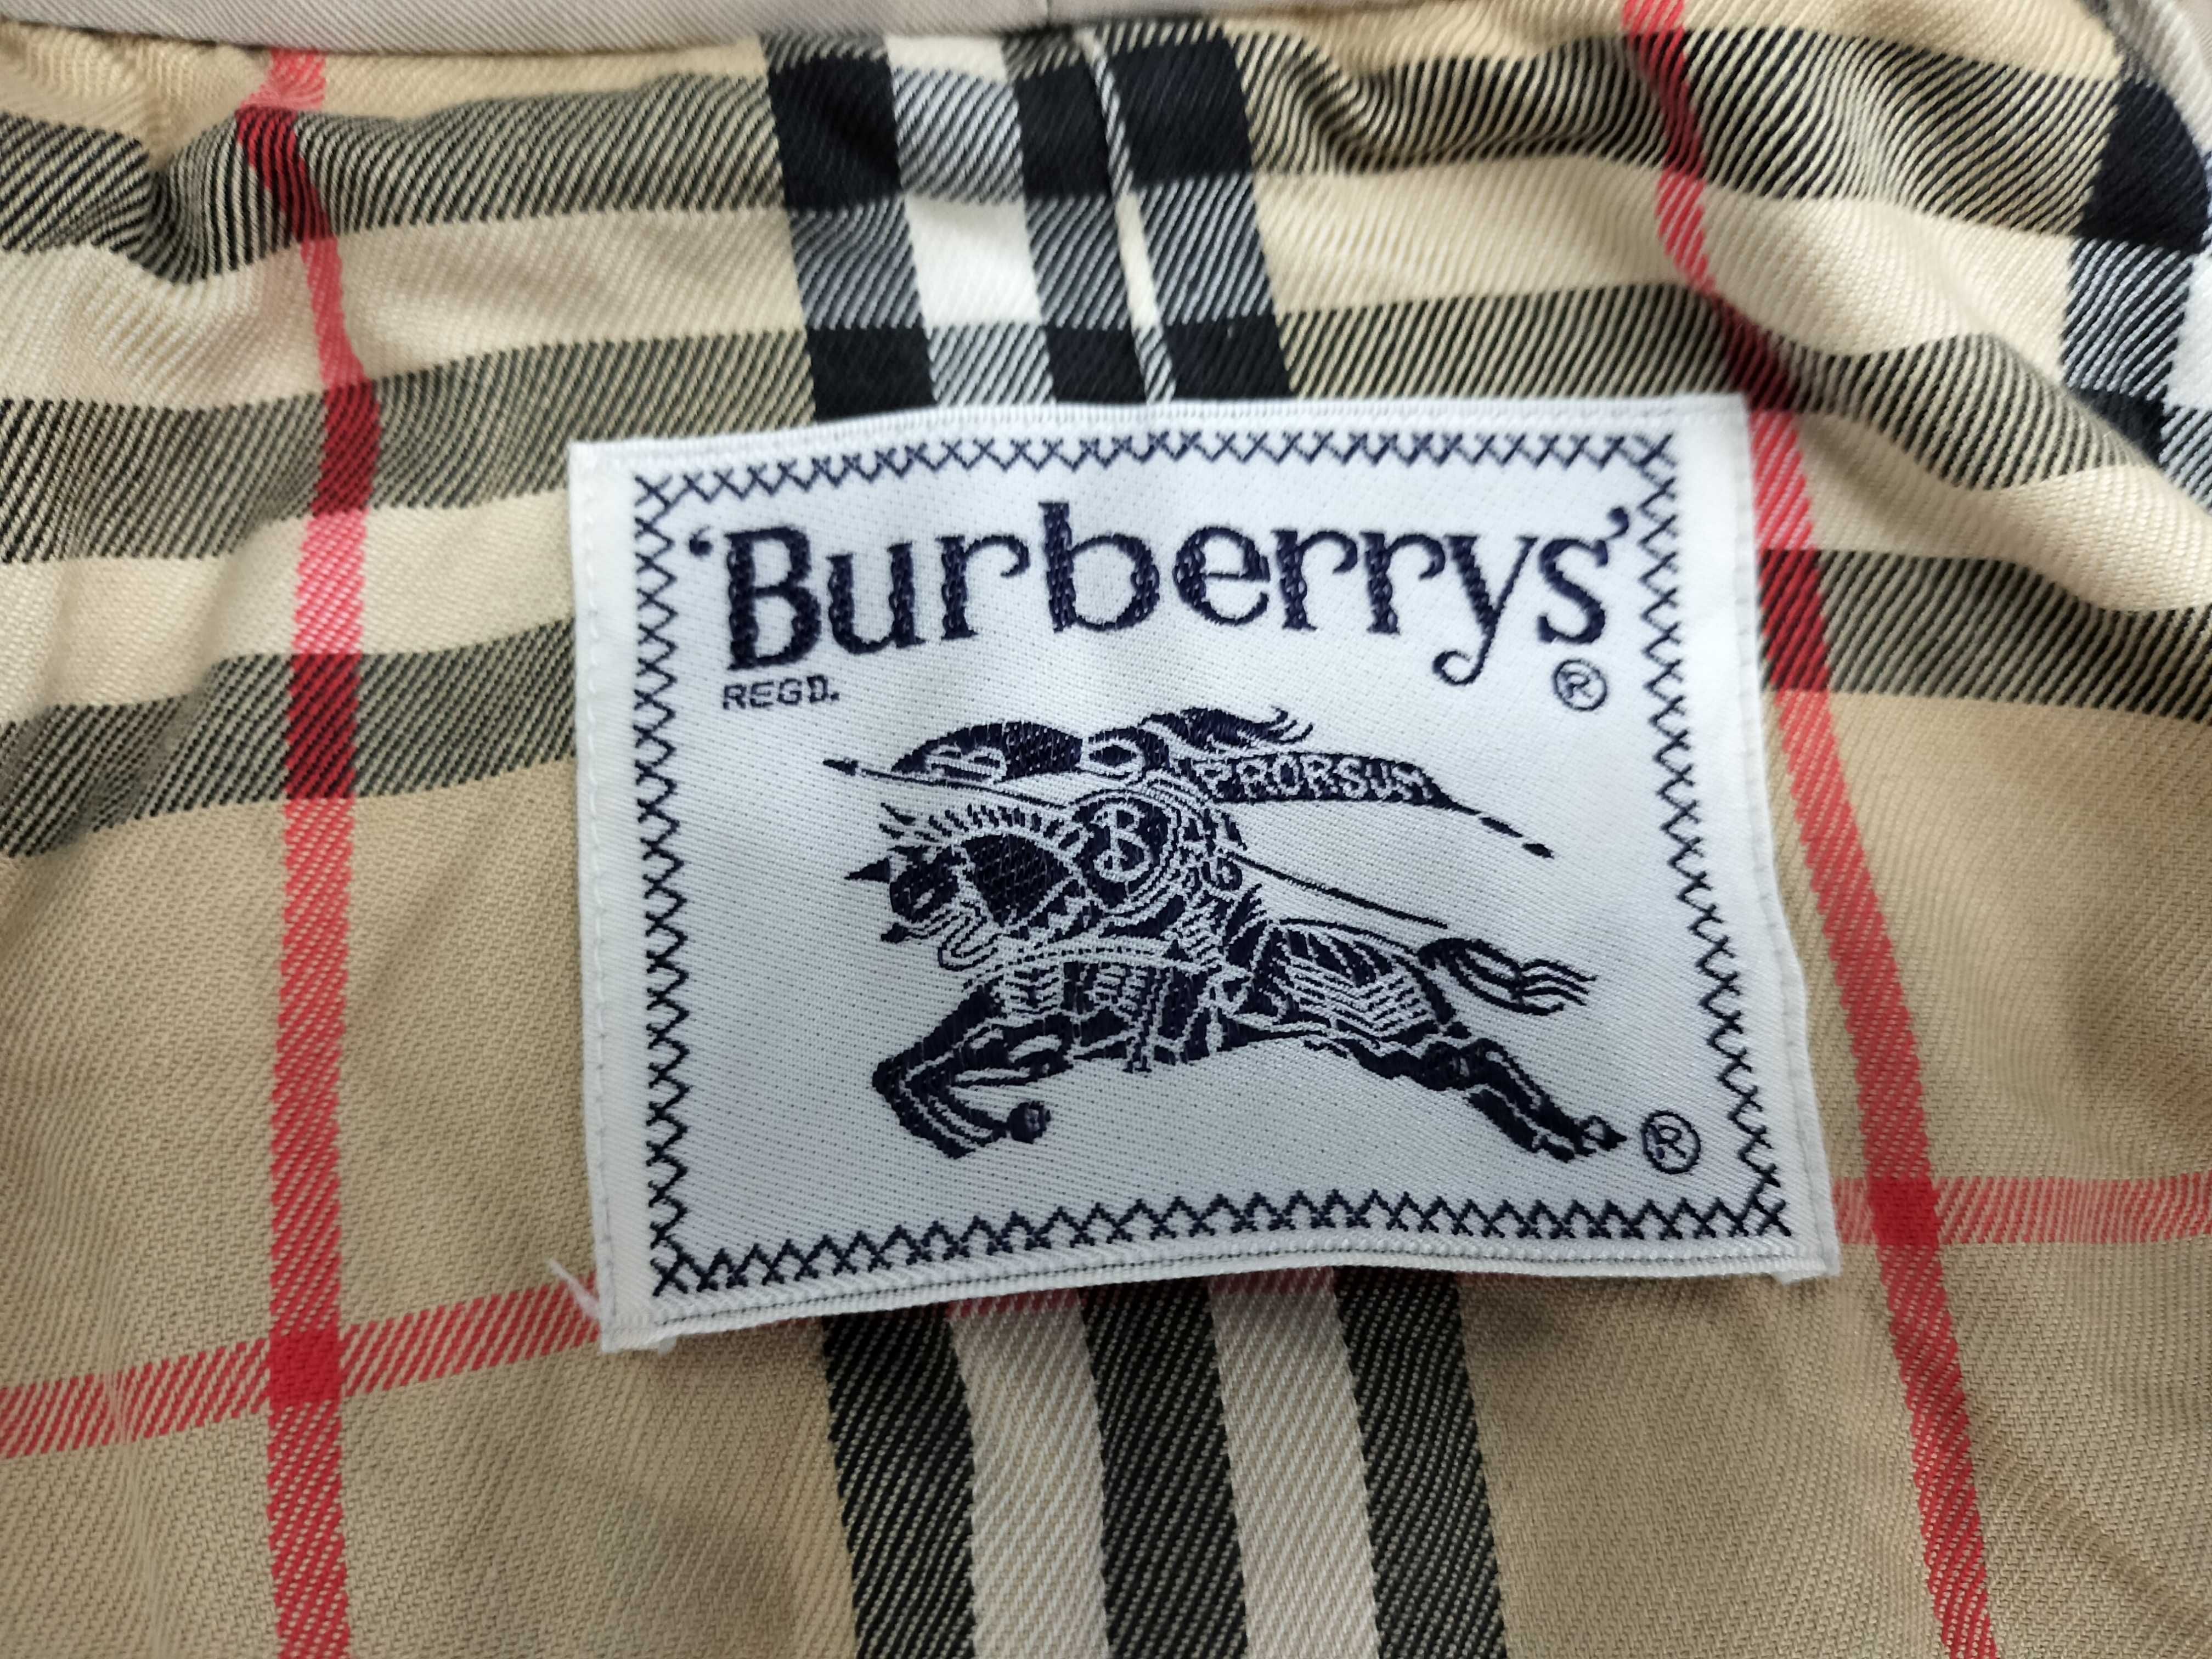 ‘Burberrys’
REGD. ®
PRORSUM
B
®